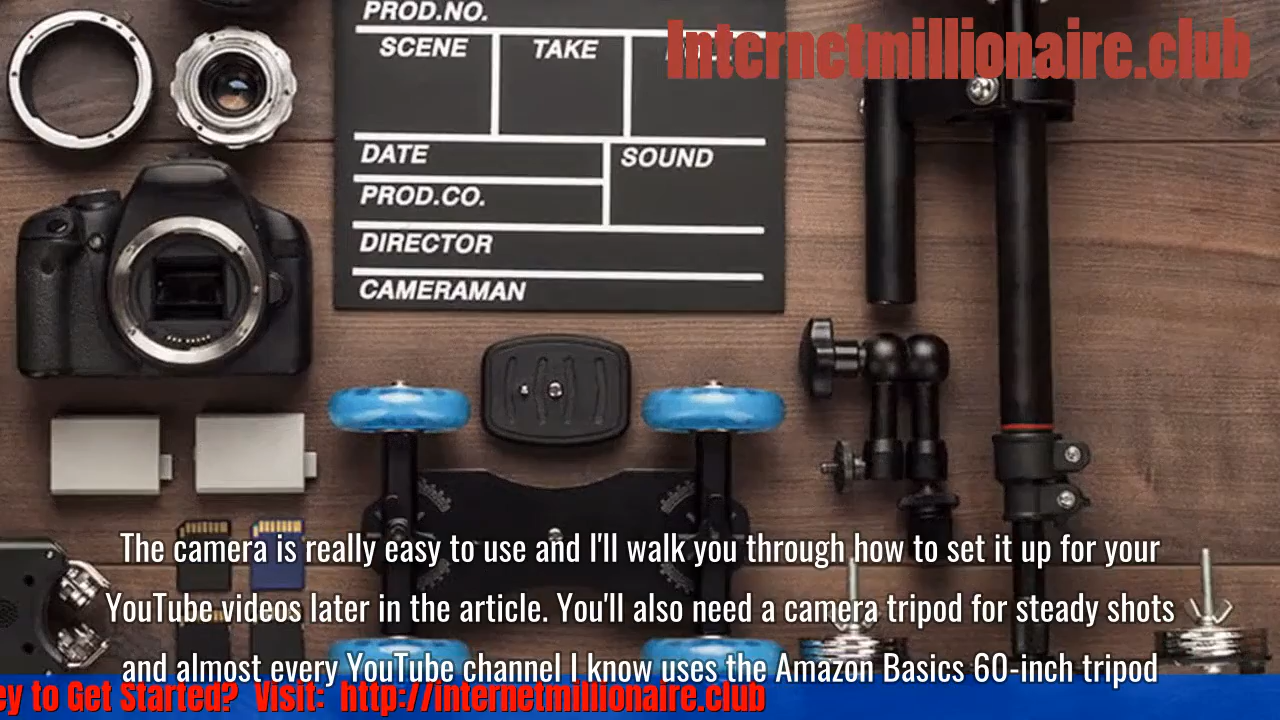 PROD.NO.
Internetmillionaire.club
SCENE
TAKE
DATE
SOUND
PROD.CO.
DIRECTOR
CAMERAMAN
The camera is really easy to use and I'll walk you through how to set it up for your
YouTube videos later in the article. You'll also need a camera tripod for steady shots
and almost every YouTube channel I know uses the Amazon Basics 60-inch tripod
ey to Get Started? Visit: http://internetmillionaire.club